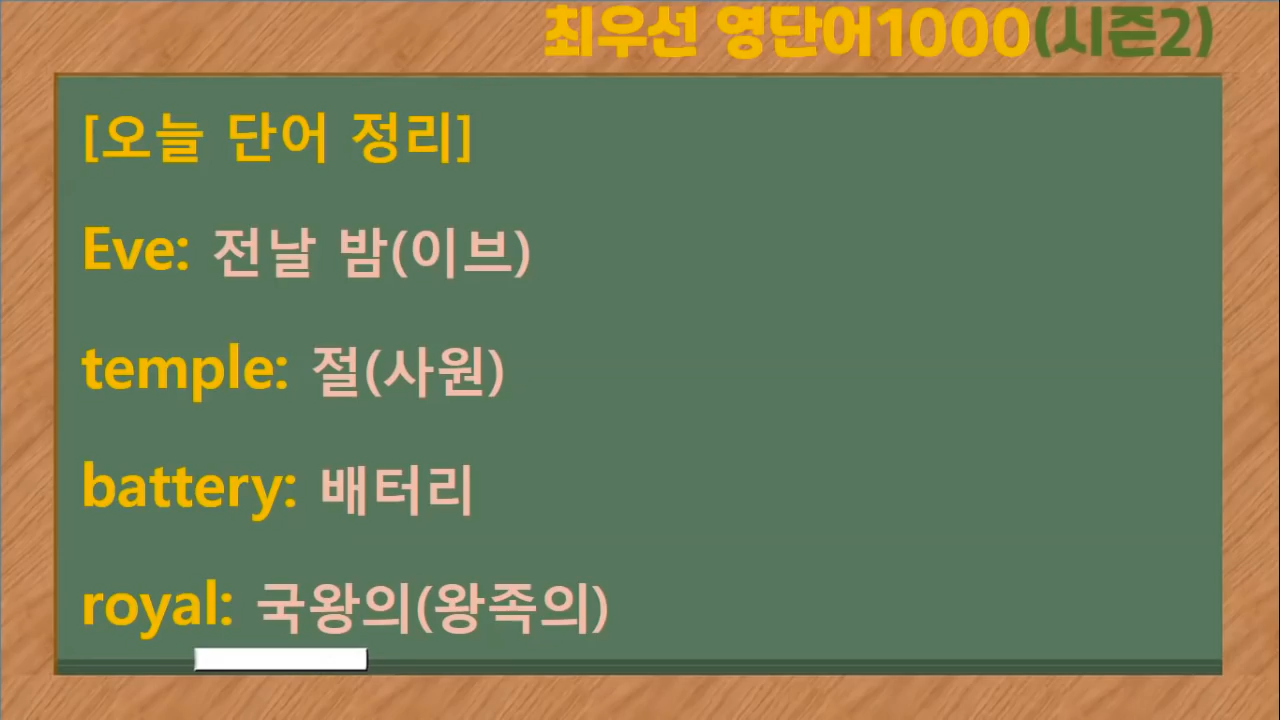 최우선 영단어1000(시즌2)
[오늘 단어 정리]
Eve: 전날 밤(이브)
temple: 절(사원)
battery: 배터리
royal: 국왕의(왕족의)